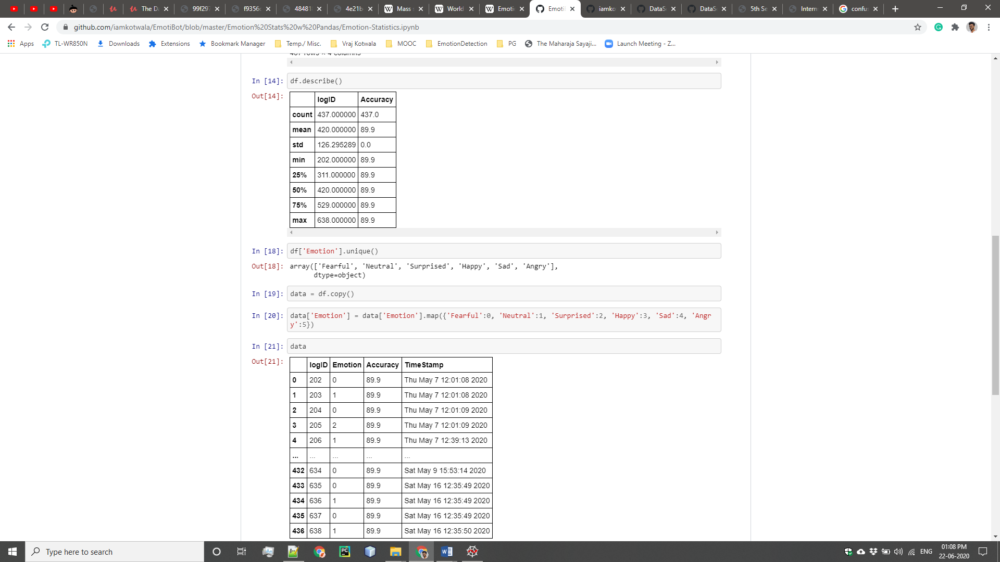 The Da
99f297
f9356c
48481
4e21b
Mass
World
Emotic
Emoti
iamko
DataSc
DataSc
5th Se
Intern
confus
github.com/iamkotwala/EmotiBot/blob/master/Emotion%20Stats%20w%20Pandas/Emotion-Statistics.ipynb
Apps TL-WR850N Downloads Extensions Bookmark Manager Temp./ Misc. Vraj Kotwala MOOC EmotionDetection PG The Maharaja Sayaji... Launch Meeting - Z...
In [14]: df.describe()
Out[14]:
logID Accuracy
count 437.000000 437.0
mean 420.000000 89.9
std 126.295289 0.0
min 202.000000 89.9
25% 311.000000 89.9
50% 420.000000 89.9
75% 529.000000 89.9
max 638.000000 89.9
In [18]: df['Emotion'].unique()
Out[18]: array(['Fearful', 'Neutral', 'Surprised', 'Happy', 'Sad', 'Angry'],
dtype=object)
In [19]: data = df.copy()
In [20]: data['Emotion'] = data['Emotion'].map({'Fearful':0, 'Neutral':1, 'Surprised':2, 'Happy':3, 'Sad':4, 'Angr
y':5})
In [21]: data
Out[21]:
logID Emotion Accuracy TimeStamp
0 202 0 89.9 Thu May 7 12:01:08 2020
1 203 1 89.9 Thu May 7 12:01:08 2020
2 204 0 89.9 Thu May 7 12:01:09 2020
3 205 2 89.9 Thu May 7 12:01:09 2020
4 206 1 89.9 Thu May 7 12:39:13 2020
... ... ... ... ...
432 634 0 89.9 Sat May 9 15:53:14 2020
433 635 0 89.9 Sat May 16 12:35:49 2020
434 636 1 89.9 Sat May 16 12:35:49 2020
435 637 0 89.9 Sat May 16 12:35:49 2020
436 638 1 89.9 Sat May 16 12:35:50 2020
Type here to search
ENG
01:08 PM
22-06-2020